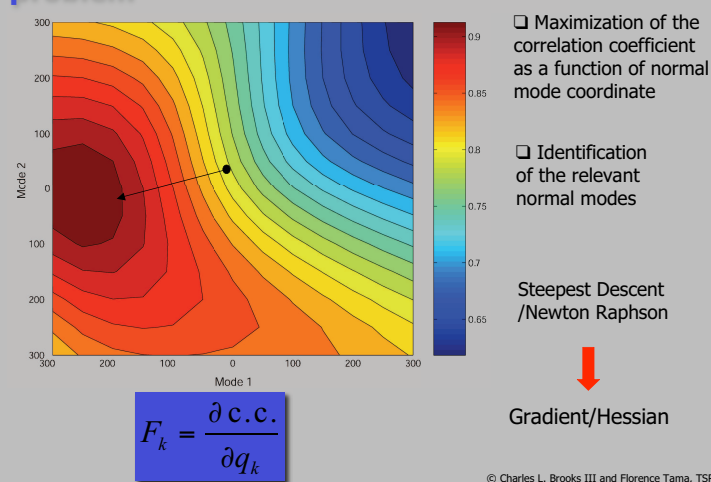 300
200
100
0
100
200
300
Mode 2
300
200
100
0
100
200
300
Mode 1
0.9
0.85
0.8
0.75
0.7
0.65
❑ Maximization of the
correlation coefficient
as a function of normal
mode coordinate
❑ Identification
of the relevant
normal modes
Steepest Descent
/Newton Raphson
Gradient/Hessian
F_k = ∂ c.c. / ∂q_k
© Charles L. Brooks III and Florence Tama, TSR